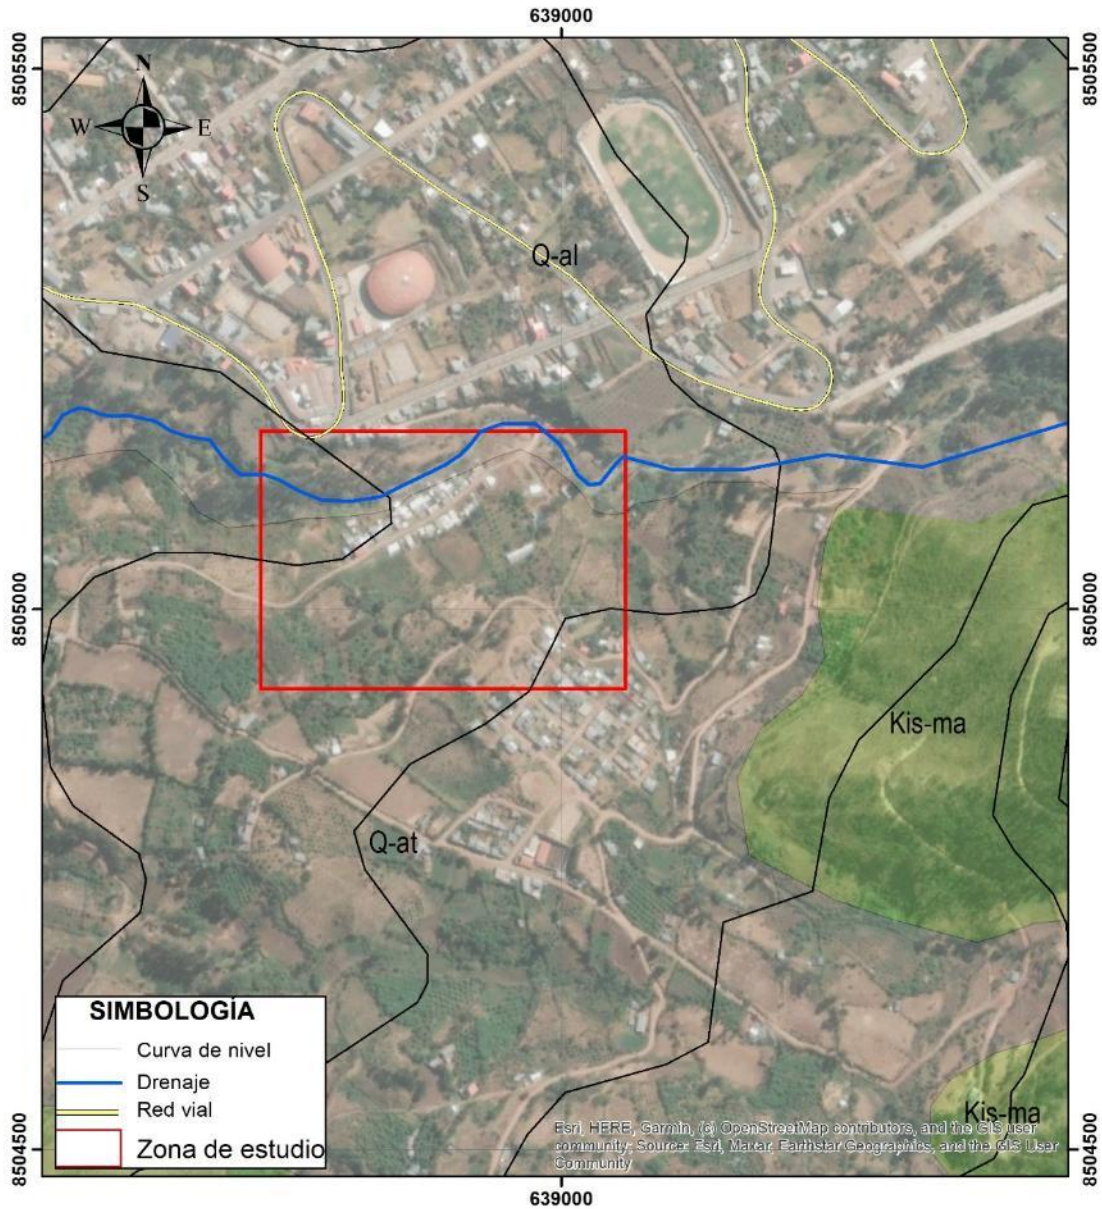 639000
8505500
8505500
N
W
E
S
Q-al
8505000
8505000
Kis-ma
Q-at
SIMBOLOGÍA
Curva de nivel
Drenaje
Red vial
Zona de estudio
Kis-ma
Esri, HERE, Garmin, (c) OpenStreetMap contributors, and the GIS user
community; Source: Esri, Maxar, Earthstar Geographics, and the GIS User
Community
8504500
8504500
639000